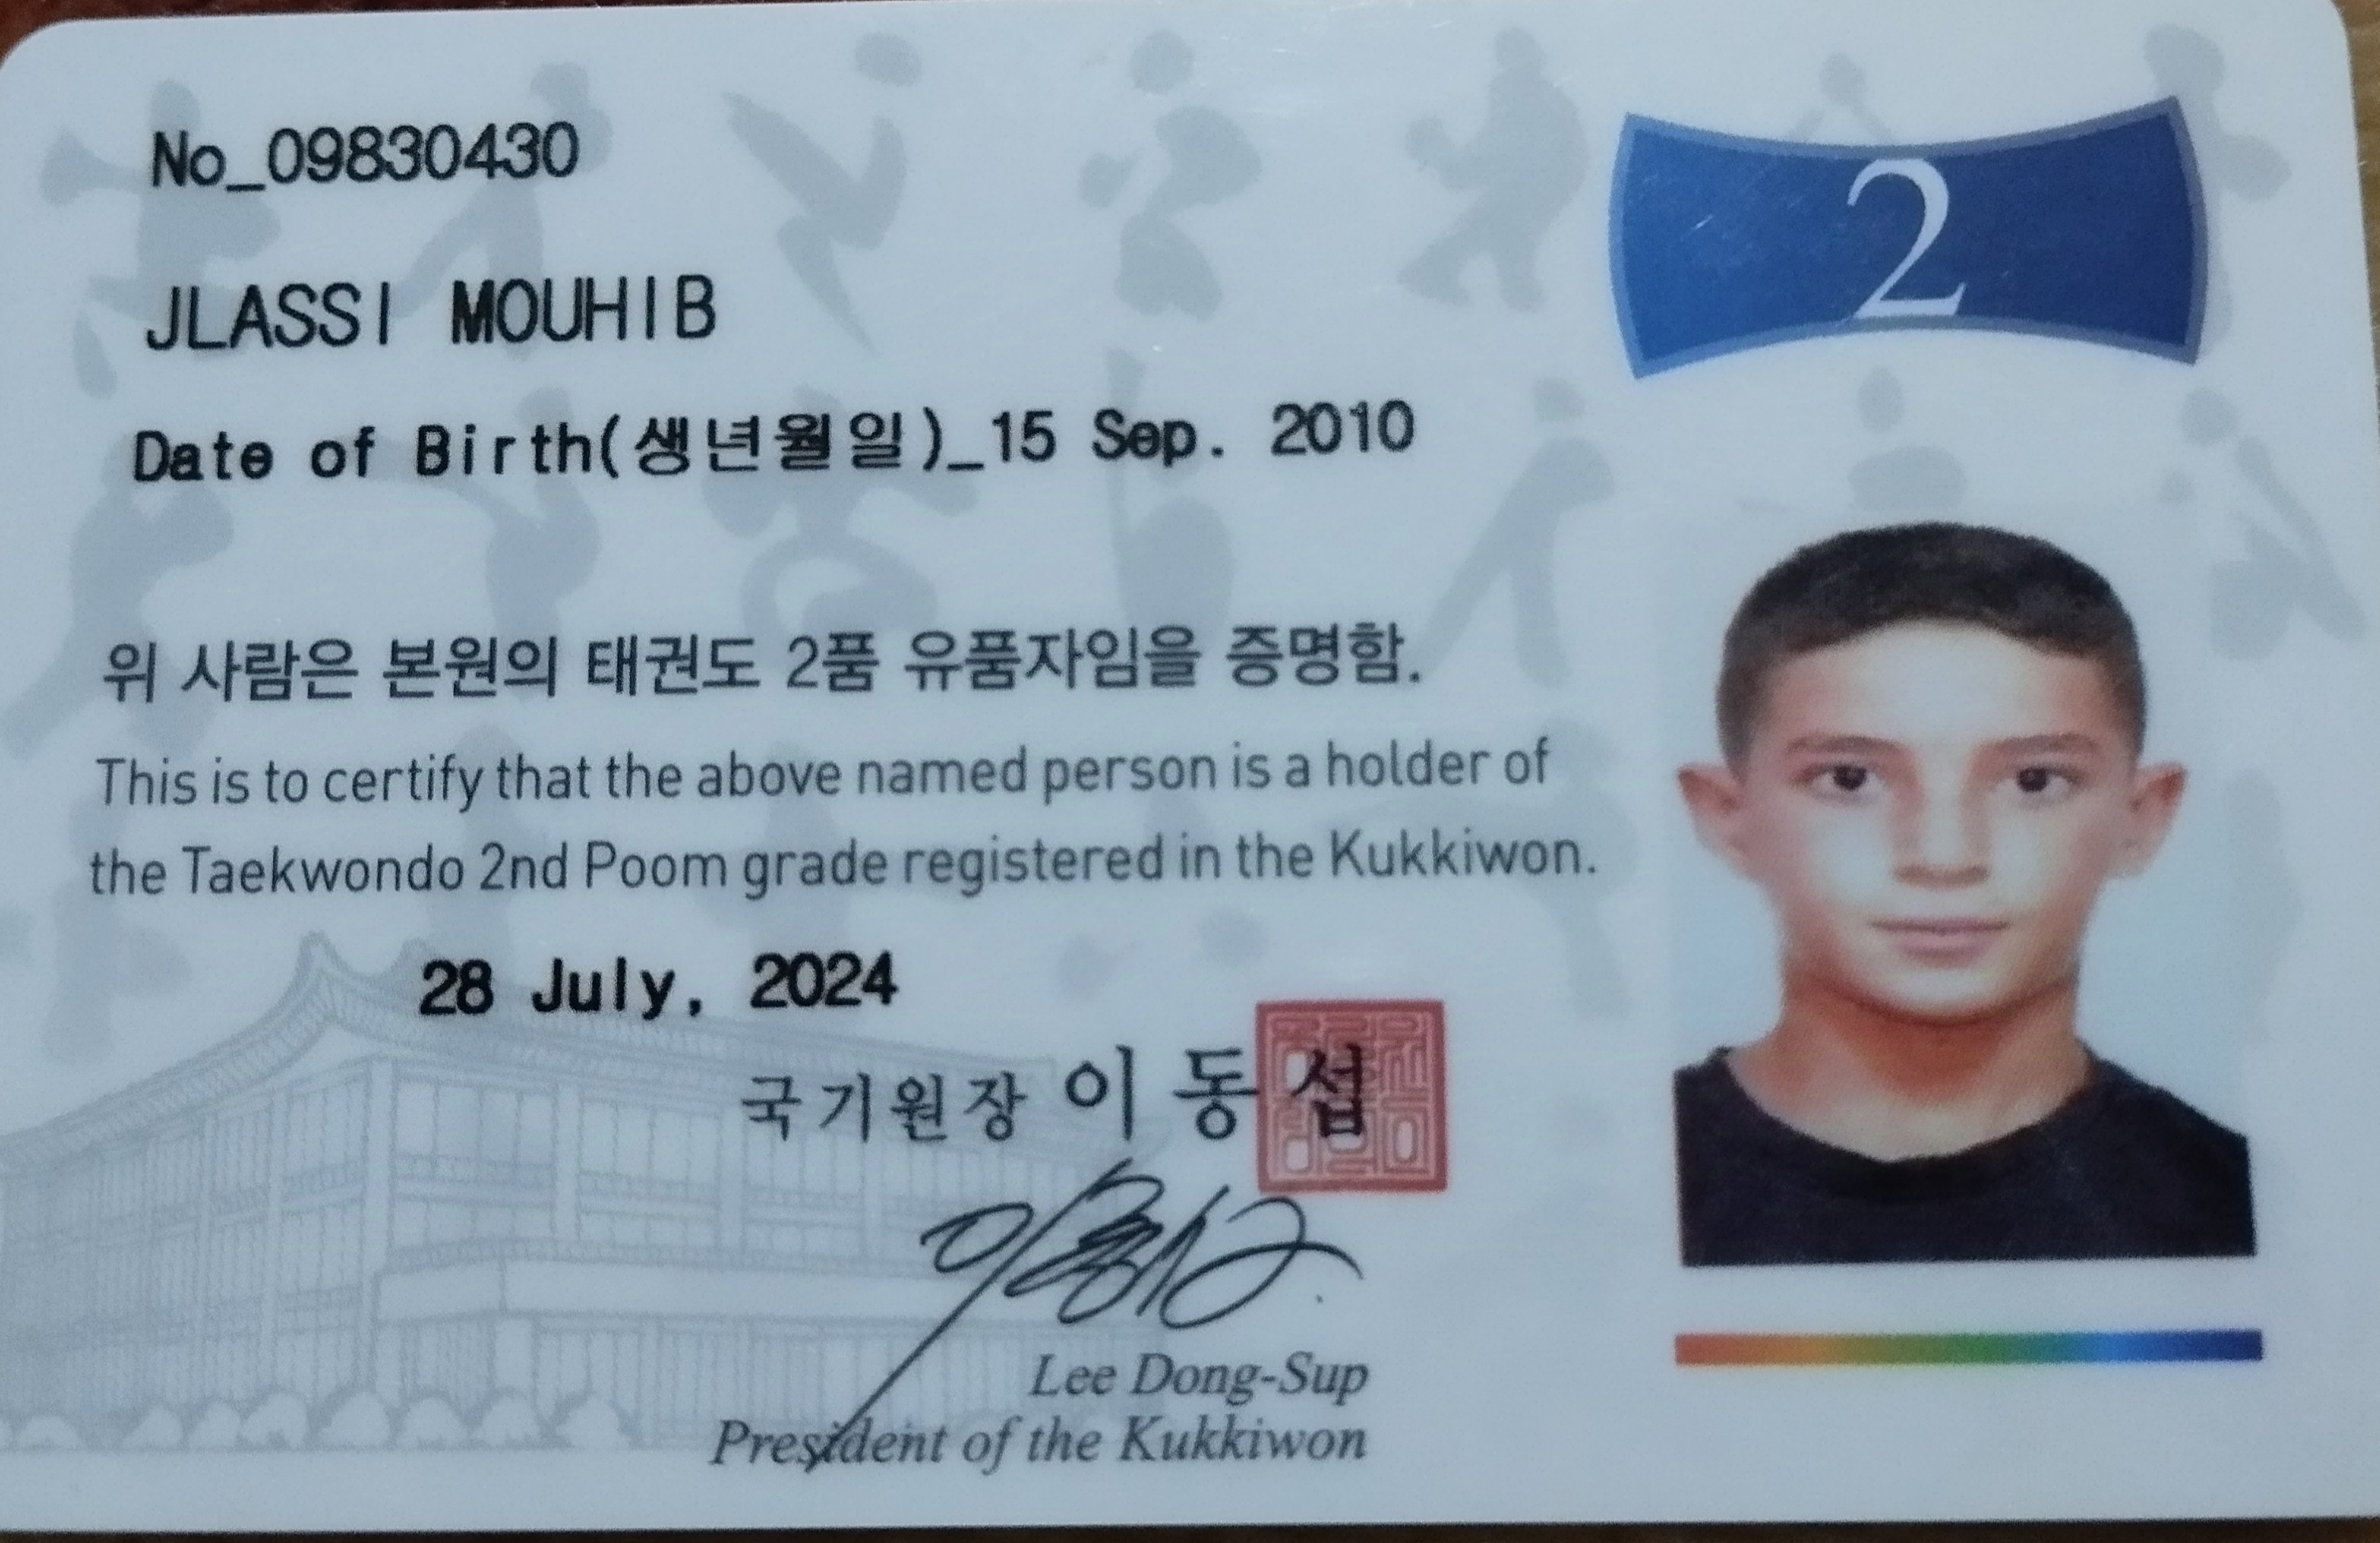 2
No_09830430
JLASSI MOUHIB
Date of Birth(생년월일)_15 Sep. 2010
위 사람은 본원의 태권도 2품 유품자임을 증명함.
This is to certify that the above named person is a holder of
the Taekwondo 2nd Poom grade registered in the Kukkiwon.
28 July, 2024
국기원장 이동섭
Lee Dong-Sup
President of the Kukkiwon